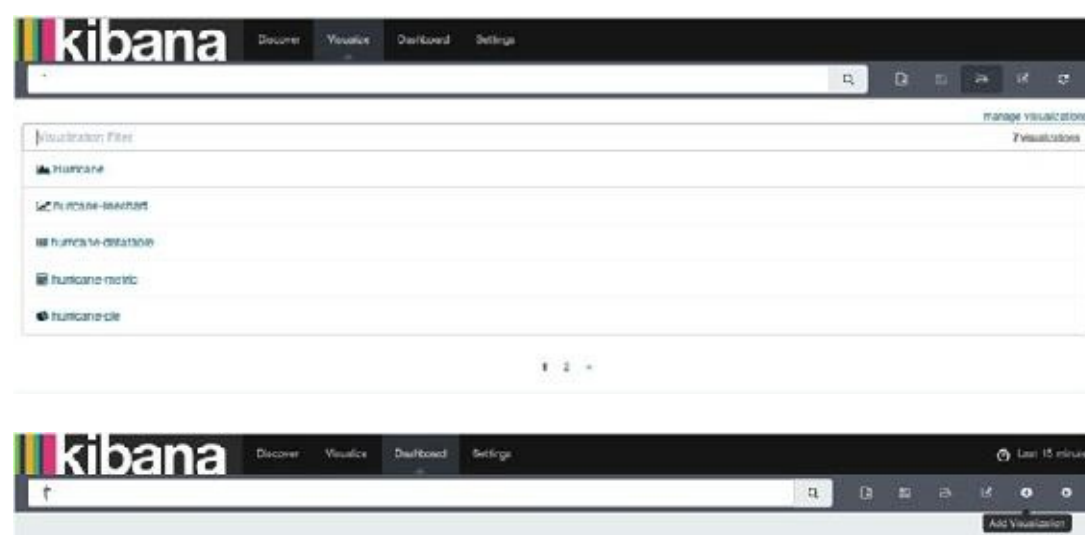 kibana Discover Visualize Dashboard Settings
manage visualizations
Visualization Filter 7 visualizations
Hurricane
hurricane-linechart
hurricane-datatable
hurricane-metric
hurricane-pie
1 2 »
kibana Discover Visualize Dashboard Settings Last 15 minute
Add Visualization